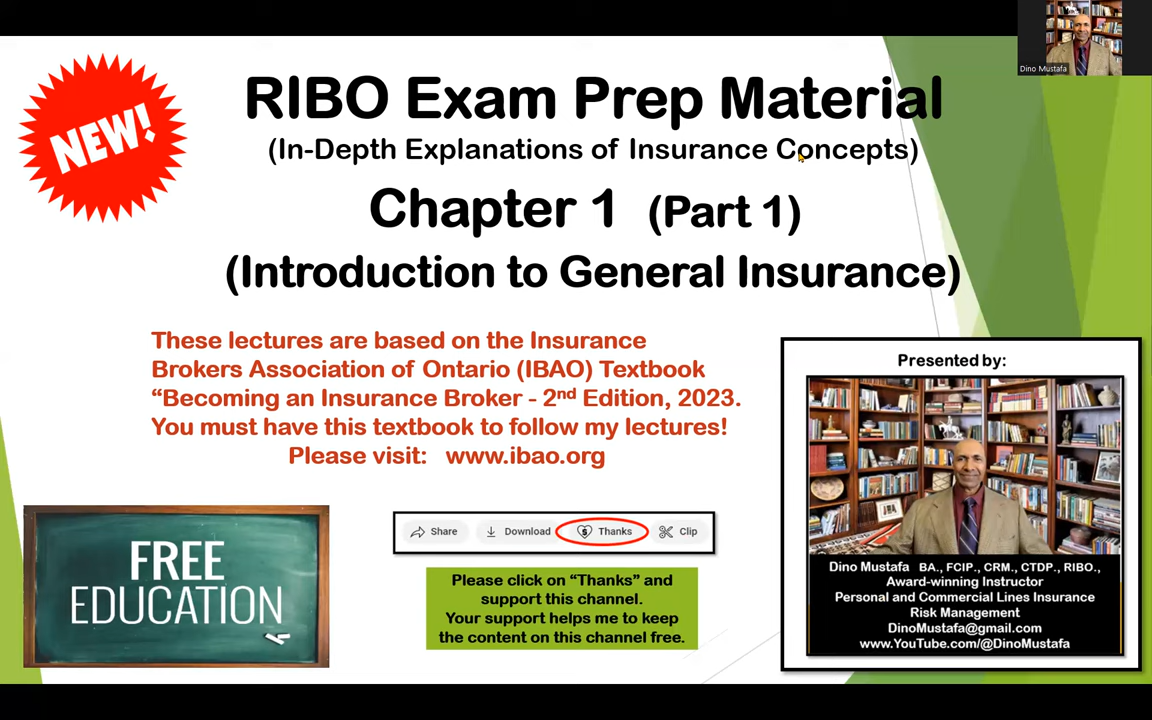 Dino Mustafa
NEW!
RIBO Exam Prep Material
(In-Depth Explanations of Insurance Concepts)
Chapter 1 (Part 1)
(Introduction to General Insurance)
These lectures are based on the Insurance
Brokers Association of Ontario (IBAO) Textbook
“Becoming an Insurance Broker - 2nd Edition, 2023.
You must have this textbook to follow my lectures!
Please visit: www.ibao.org
FREE
EDUCATION
Share Download Thanks Clip
Please click on “Thanks” and
support this channel.
Your support helps me to keep
the content on this channel free.
Presented by:
Dino Mustafa BA., FCIP., CRM., CTDP., RIBO.,
Award-winning Instructor
Personal and Commercial Lines Insurance
Risk Management
DinoMustafa@gmail.com
www.YouTube.com/@DinoMustafa